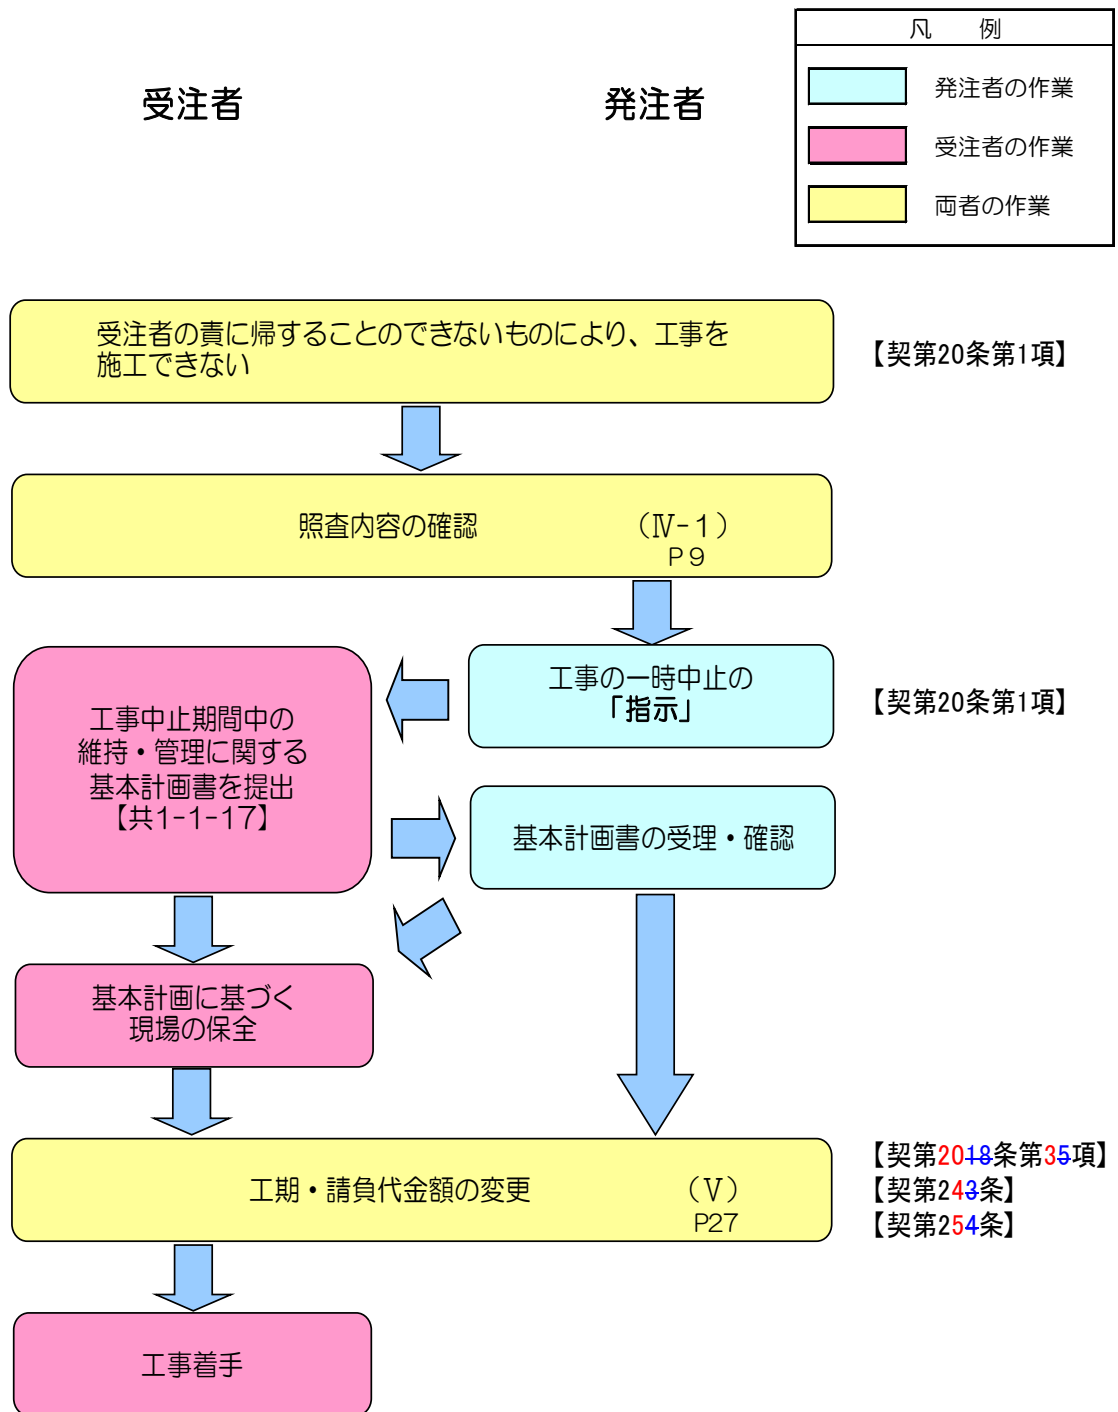 凡　例
発注者の作業
受注者の作業
両者の作業
受注者
発注者
受注者の責に帰することのできないものにより、工事を
施工できない
【契第20条第1項】
照査内容の確認　（Ⅳ-１）
Ｐ９
工事の一時中止の
「指示」
【契第20条第1項】
工事中止期間中の
維持・管理に関する
基本計画書を提出
【共1-1-17】
基本計画書の受理・確認
基本計画に基づく
現場の保全
工期・請負代金額の変更　（Ⅴ）
P27
【契第2018条第35項】
【契第243条】
【契第254条】
工事着手